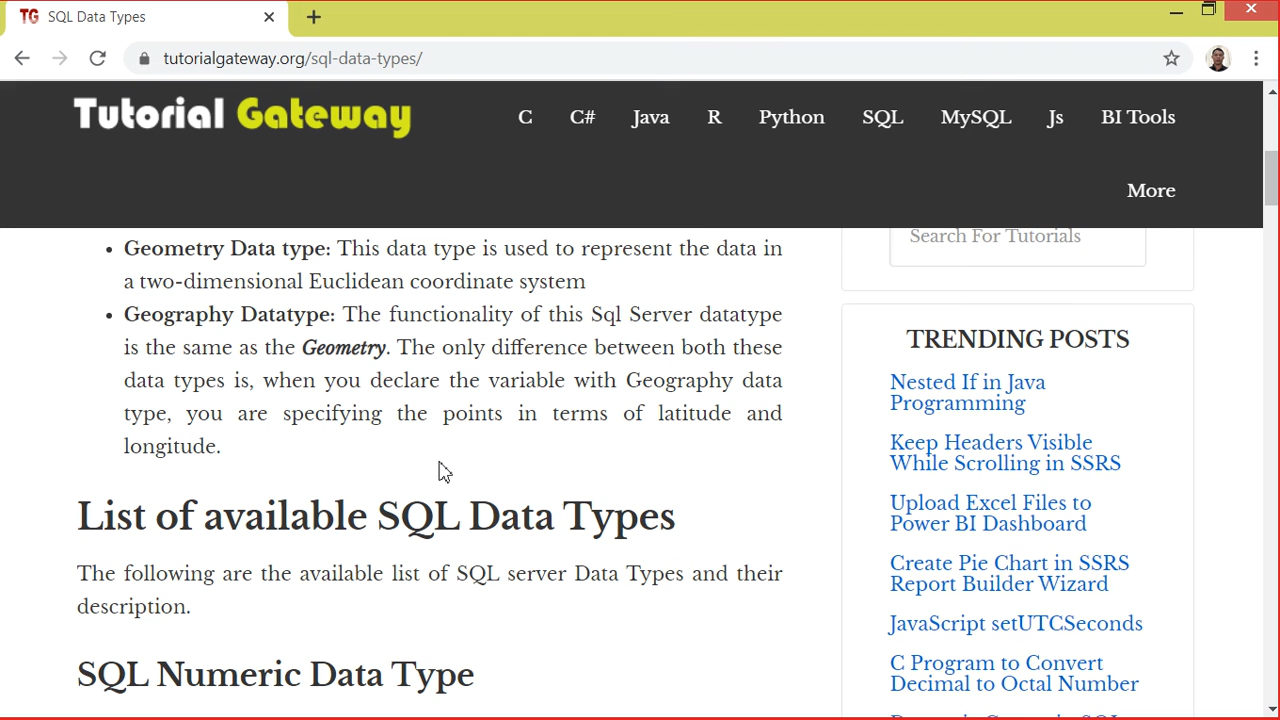 TG SQL Data Types
tutorialgateway.org/sql-data-types/
Tutorial Gateway
C C# Java R Python SQL MySQL Js BI Tools
More
Geometry Data type: This data type is used to represent the data in
a two-dimensional Euclidean coordinate system
Geography Datatype: The functionality of this Sql Server datatype
is the same as the Geometry. The only difference between both these
data types is, when you declare the variable with Geography data
type, you are specifying the points in terms of latitude and
longitude.
List of available SQL Data Types
The following are the available list of SQL server Data Types and their
description.
SQL Numeric Data Type
Search For Tutorials
TRENDING POSTS
Nested If in Java
Programming
Keep Headers Visible
While Scrolling in SSRS
Upload Excel Files to
Power BI Dashboard
Create Pie Chart in SSRS
Report Builder Wizard
JavaScript setUTCSeconds
C Program to Convert
Decimal to Octal Number